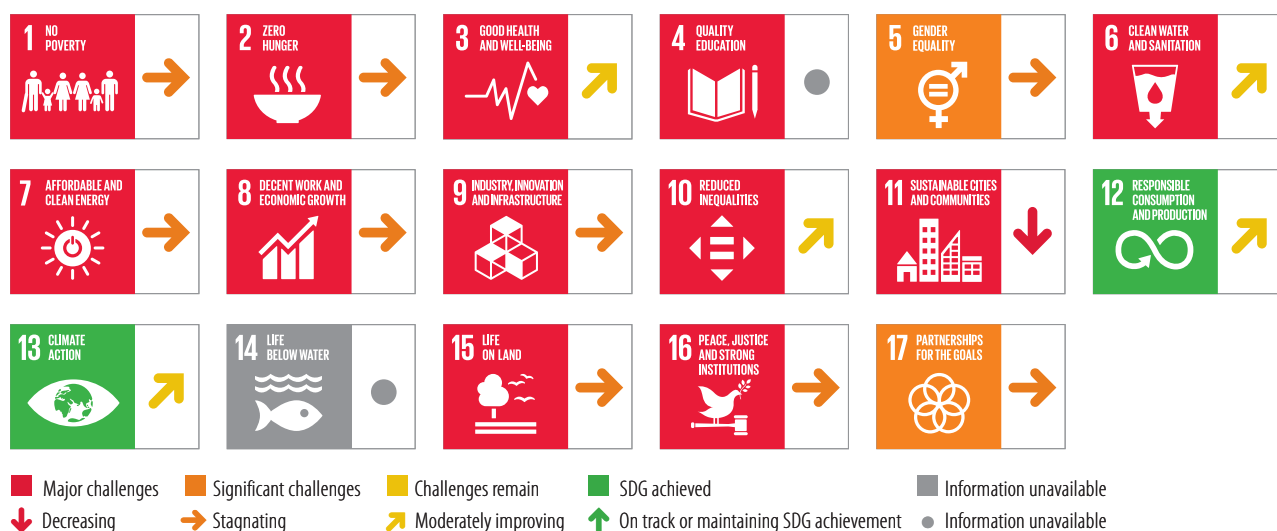 1 NO
POVERTY
2 ZERO
HUNGER
3 GOOD HEALTH
AND WELL-BEING
4 QUALITY
EDUCATION
5 GENDER
EQUALITY
6 CLEAN WATER
AND SANITATION
7 AFFORDABLE AND
CLEAN ENERGY
8 DECENT WORK AND
ECONOMIC GROWTH
9 INDUSTRY, INNOVATION
AND INFRASTRUCTURE
10 REDUCED
INEQUALITIES
11 SUSTAINABLE CITIES
AND COMMUNITIES
12 RESPONSIBLE
CONSUMPTION
AND PRODUCTION
13 CLIMATE
ACTION
14 LIFE
BELOW WATER
15 LIFE
ON LAND
16 PEACE, JUSTICE
AND STRONG
INSTITUTIONS
17 PARTNERSHIPS
FOR THE GOALS
Major challenges Significant challenges Challenges remain SDG achieved Information unavailable
Decreasing Stagnating Moderately improving On track or maintaining SDG achievement Information unavailable